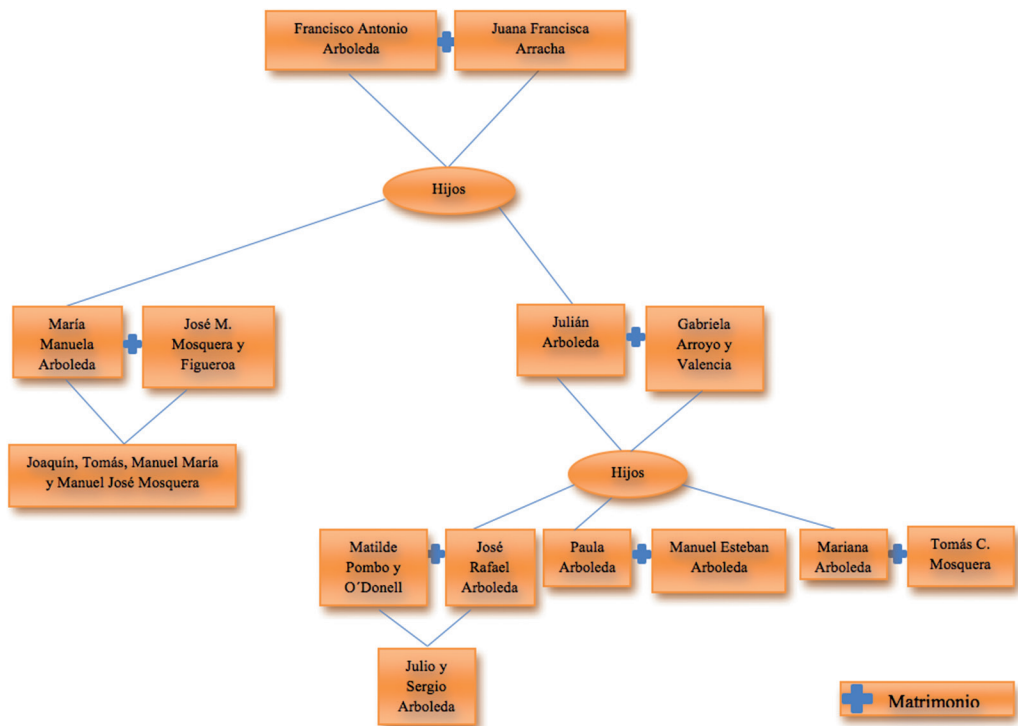 Francisco Antonio
Arboleda
Juana Francisca
Arracha
Hijos
María
Manuela
Arboleda
José M.
Mosquera y
Figueroa
Julián
Arboleda
Gabriela
Arroyo y
Valencia
Joaquín, Tomás, Manuel María
y Manuel José Mosquera
Hijos
Matilde
Pombo y
O´Donell
José
Rafael
Arboleda
Paula
Arboleda
Manuel Esteban
Arboleda
Mariana
Arboleda
Tomás C.
Mosquera
Julio y
Sergio
Arboleda
Matrimonio